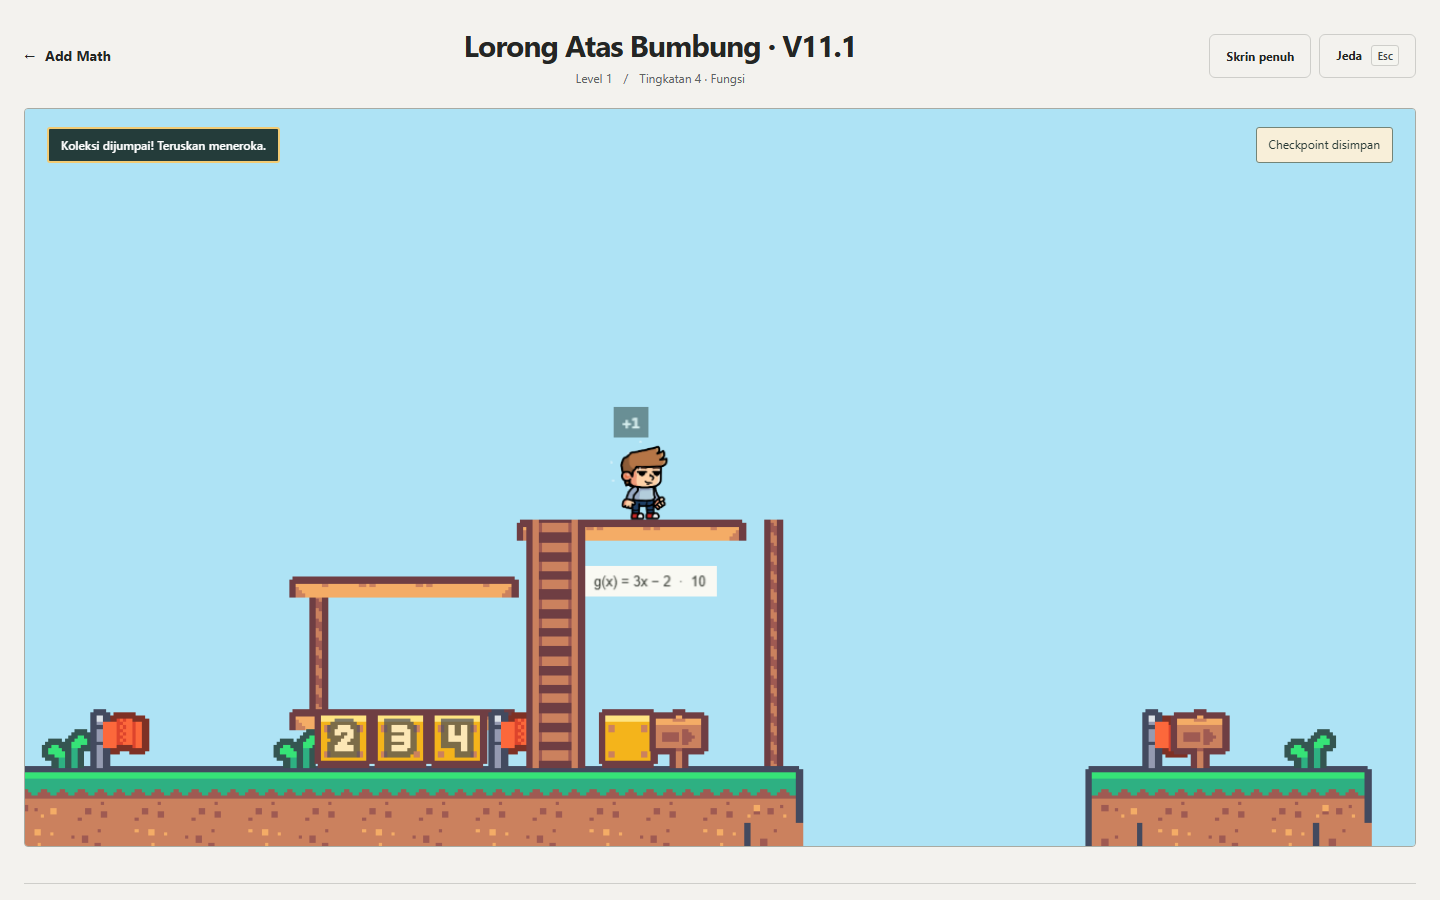 ← Add Math
Lorong Atas Bumbung · V11.1
Level 1 / Tingkatan 4 · Fungsi
Skrin penuh
Jeda Esc
Koleksi dijumpai! Teruskan meneroka.
Checkpoint disimpan
+1
g(x) = 3x − 2 · 10
2 3 4